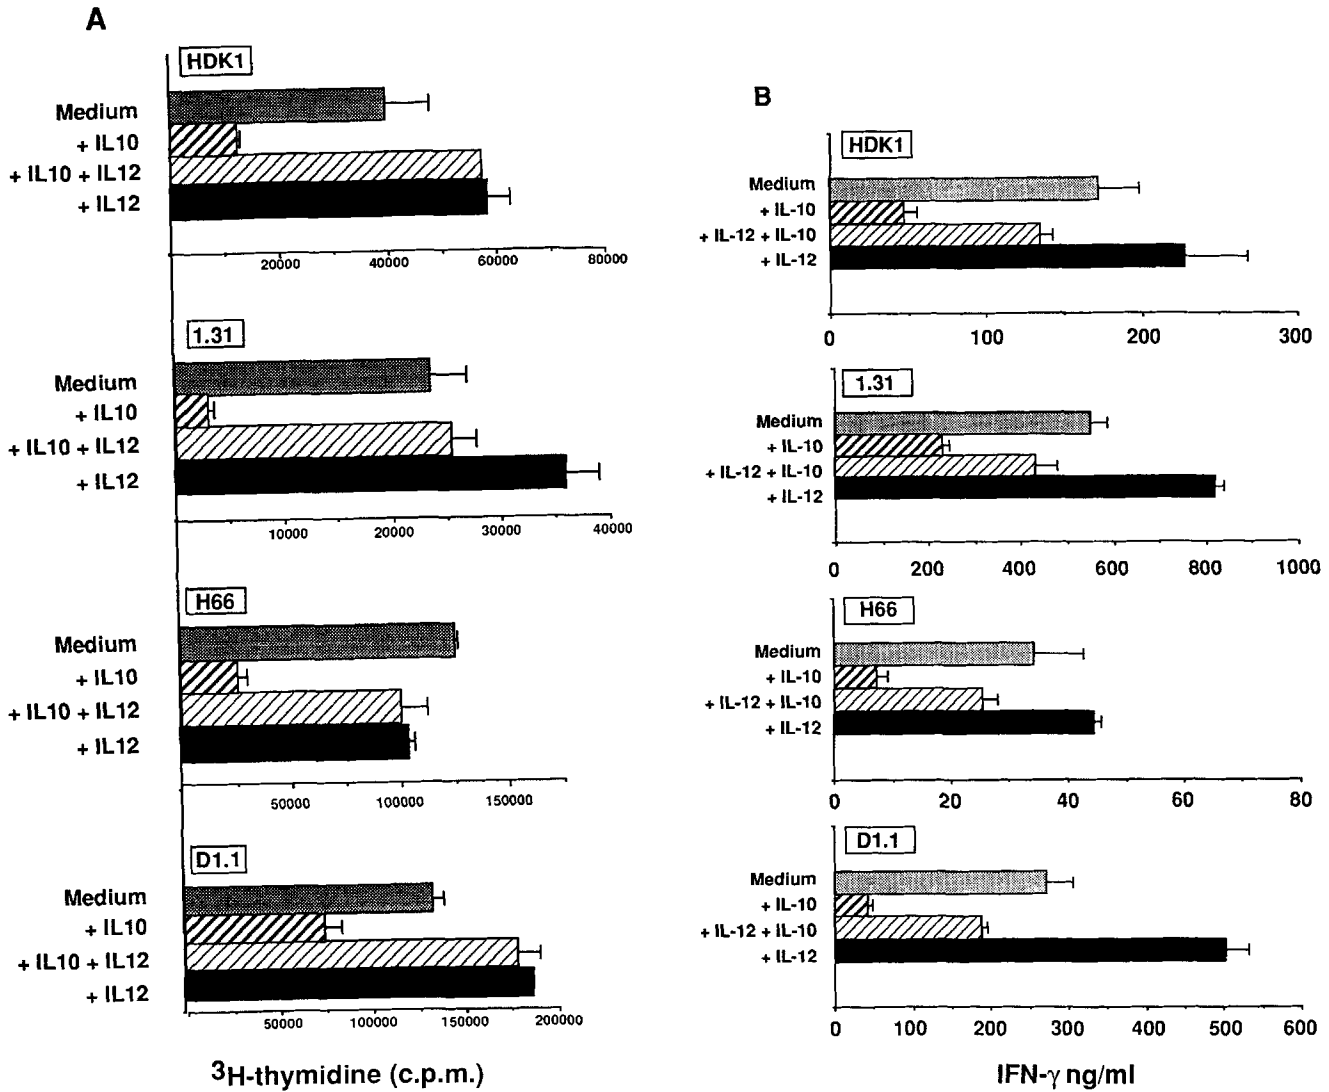 A
HDK1
Medium
+ IL10
+ IL10 + IL12
+ IL12
20000 40000 60000 80000
1.31
Medium
+ IL10
+ IL10 + IL12
+ IL12
10000 20000 30000 40000
H66
Medium
+ IL10
+ IL10 + IL12
+ IL12
50000 100000 150000
D1.1
Medium
+ IL10
+ IL10 + IL12
+ IL12
50000 100000 150000 200000
³H-thymidine (c.p.m.)
B
HDK1
Medium
+ IL-10
+ IL-12 + IL-10
+ IL-12
0 100 200 300
1.31
Medium
+ IL-10
+ IL-12 + IL-10
+ IL-12
0 200 400 600 800 1000
H66
Medium
+ IL-10
+ IL-12 + IL-10
+ IL-12
0 20 40 60 80
D1.1
Medium
+ IL-10
+ IL-12 + IL-10
+ IL-12
0 100 200 300 400 500 600
IFN-γ ng/ml